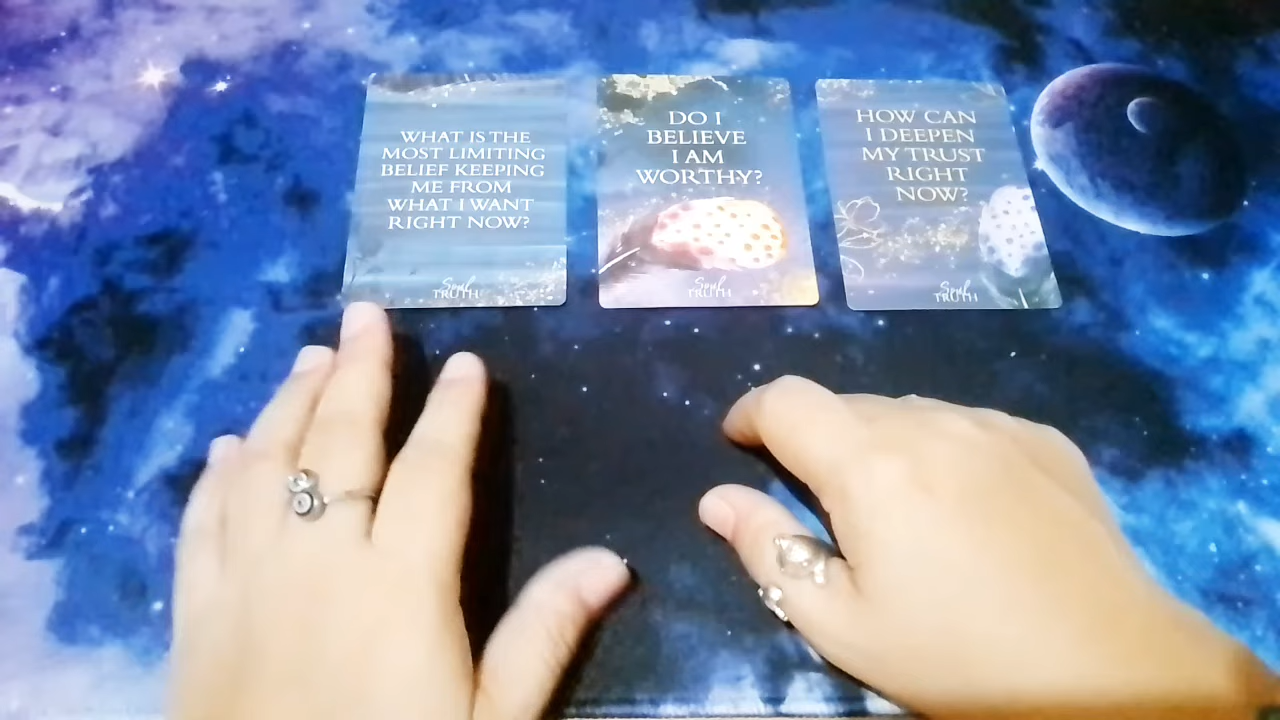 WHAT IS THE
MOST LIMITING
BELIEF KEEPING
ME FROM
WHAT I WANT
RIGHT NOW?
Soul
TRUTH
DO I
BELIEVE
I AM
WORTHY?
Soul
TRUTH
HOW CAN
I DEEPEN
MY TRUST
RIGHT
NOW?
Soul
TRUTH